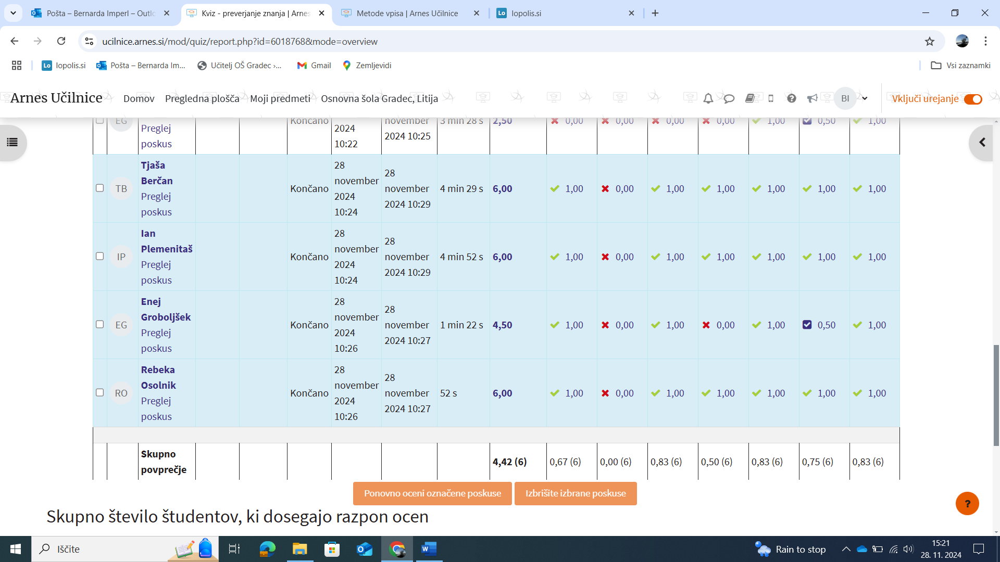 Pošta – Bernarda Imperl – Outlo
Kviz - preverjanje znanja | Arnes
Metode vpisa | Arnes Učilnice
Lo lopolis.si
ucilnice.arnes.si/mod/quiz/report.php?id=6018768&mode=overview
Lo lopolis.si Pošta – Bernarda Im... Učitelj OŠ Gradec ›... Gmail Zemljevidi Vsi zaznamki
Arnes Učilnice Domov Pregledna plošča Moji predmeti Osnovna šola Gradec, Litija BI Vključi urejanje
EG Preglej poskus Končano 2024 10:22 november 2024 10:25 3 min 28 s 2,50 0,00 0,00 0,00 0,00 1,00 0,50 1,00
TB Tjaša Berčan Preglej poskus Končano 28 november 2024 10:24 28 november 2024 10:29 4 min 29 s 6,00 1,00 0,00 1,00 1,00 1,00 1,00 1,00
IP Ian Plemenitaš Preglej poskus Končano 28 november 2024 10:24 28 november 2024 10:29 4 min 52 s 6,00 1,00 0,00 1,00 1,00 1,00 1,00 1,00
EG Enej Groboljšek Preglej poskus Končano 28 november 2024 10:26 28 november 2024 10:27 1 min 22 s 4,50 1,00 0,00 1,00 0,00 1,00 0,50 1,00
RO Rebeka Osolnik Preglej poskus Končano 28 november 2024 10:26 28 november 2024 10:27 52 s 6,00 1,00 0,00 1,00 1,00 1,00 1,00 1,00
Skupno povprečje 4,42 (6) 0,67 (6) 0,00 (6) 0,83 (6) 0,50 (6) 0,83 (6) 0,75 (6) 0,83 (6)
Ponovno oceni označene poskuse Izbrišite izbrane poskuse
?
Skupno število študentov, ki dosegajo razpon ocen
Iščite Rain to stop 15:21
28. 11. 2024